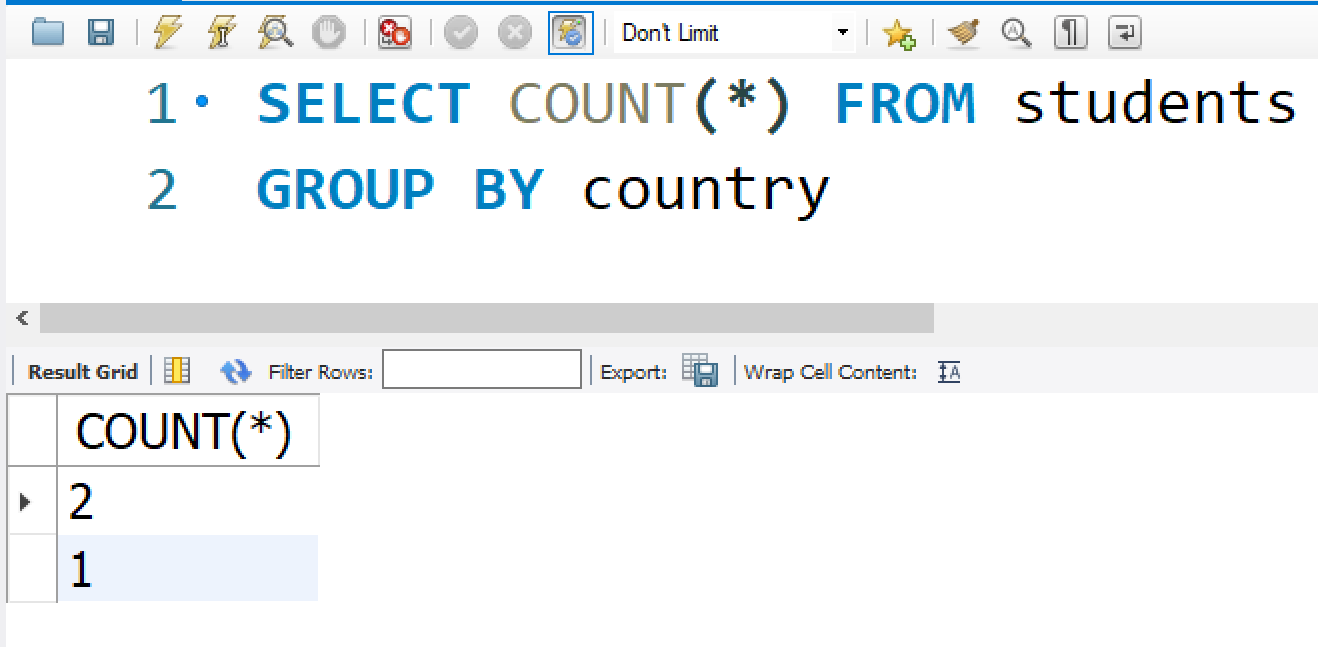 Don't Limit
1 SELECT COUNT(*) FROM students
2 GROUP BY country
Result Grid Filter Rows: Export: Wrap Cell Content:
COUNT(*)
2
1